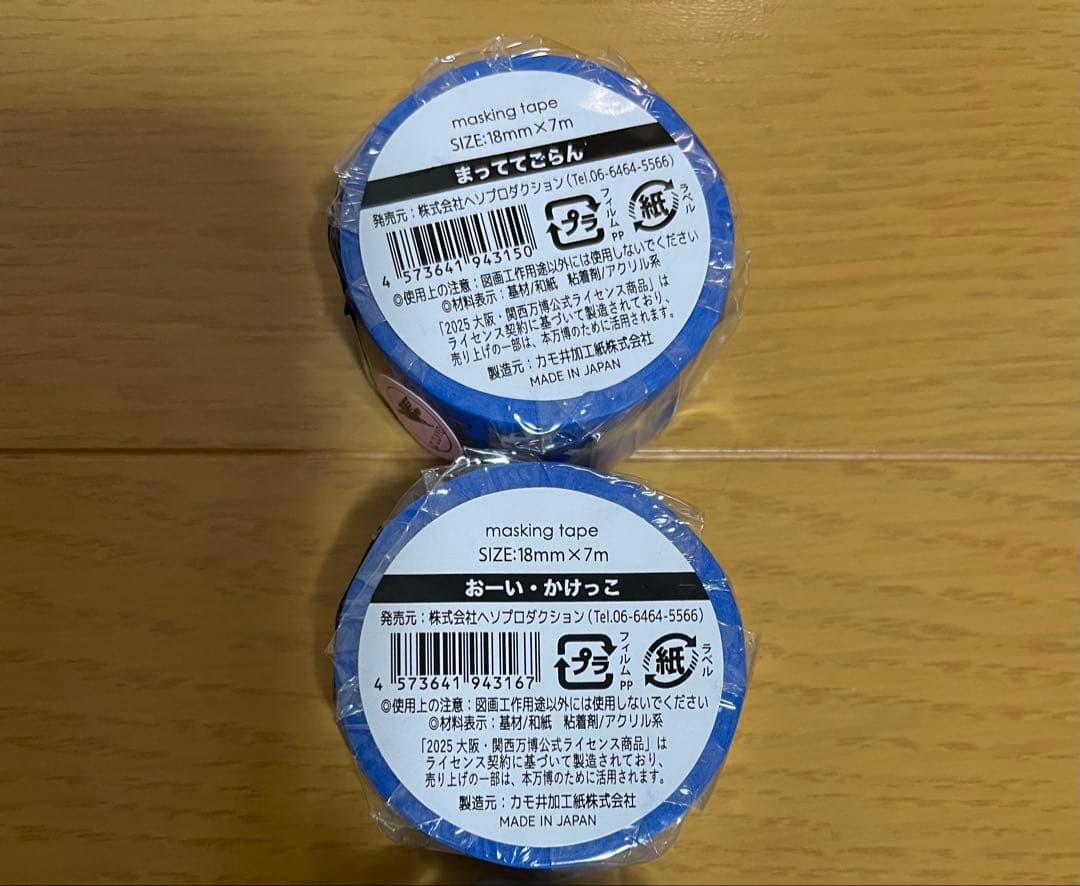 masking tape
SIZE:18mm×7m
まっててごらん
発売元：株式会社ヘソプロダクション（Tel.06-6464-5566）
プラ
フィルム
PP
紙
ラベル
4 573641 943150
◎使用上の注意：図画工作用途以外には使用しないでください
◎材料表示：基材/和紙 粘着剤/アクリル系
「2025 大阪・関西万博公式ライセンス商品」は
ライセンス契約に基づいて製造されており、
売り上げの一部は、本万博のために活用されます。
製造元：カモ井加工紙株式会社
MADE IN JAPAN
masking tape
SIZE:18mm×7m
おーい・かけっこ
発売元：株式会社ヘソプロダクション（Tel.06-6464-5566）
プラ
フィルム
PP
紙
ラベル
4 573641 943167
◎使用上の注意：図画工作用途以外には使用しないでください
◎材料表示：基材/和紙 粘着剤/アクリル系
「2025 大阪・関西万博公式ライセンス商品」は
ライセンス契約に基づいて製造されており、
売り上げの一部は、本万博のために活用されます。
製造元：カモ井加工紙株式会社
MADE IN JAPAN